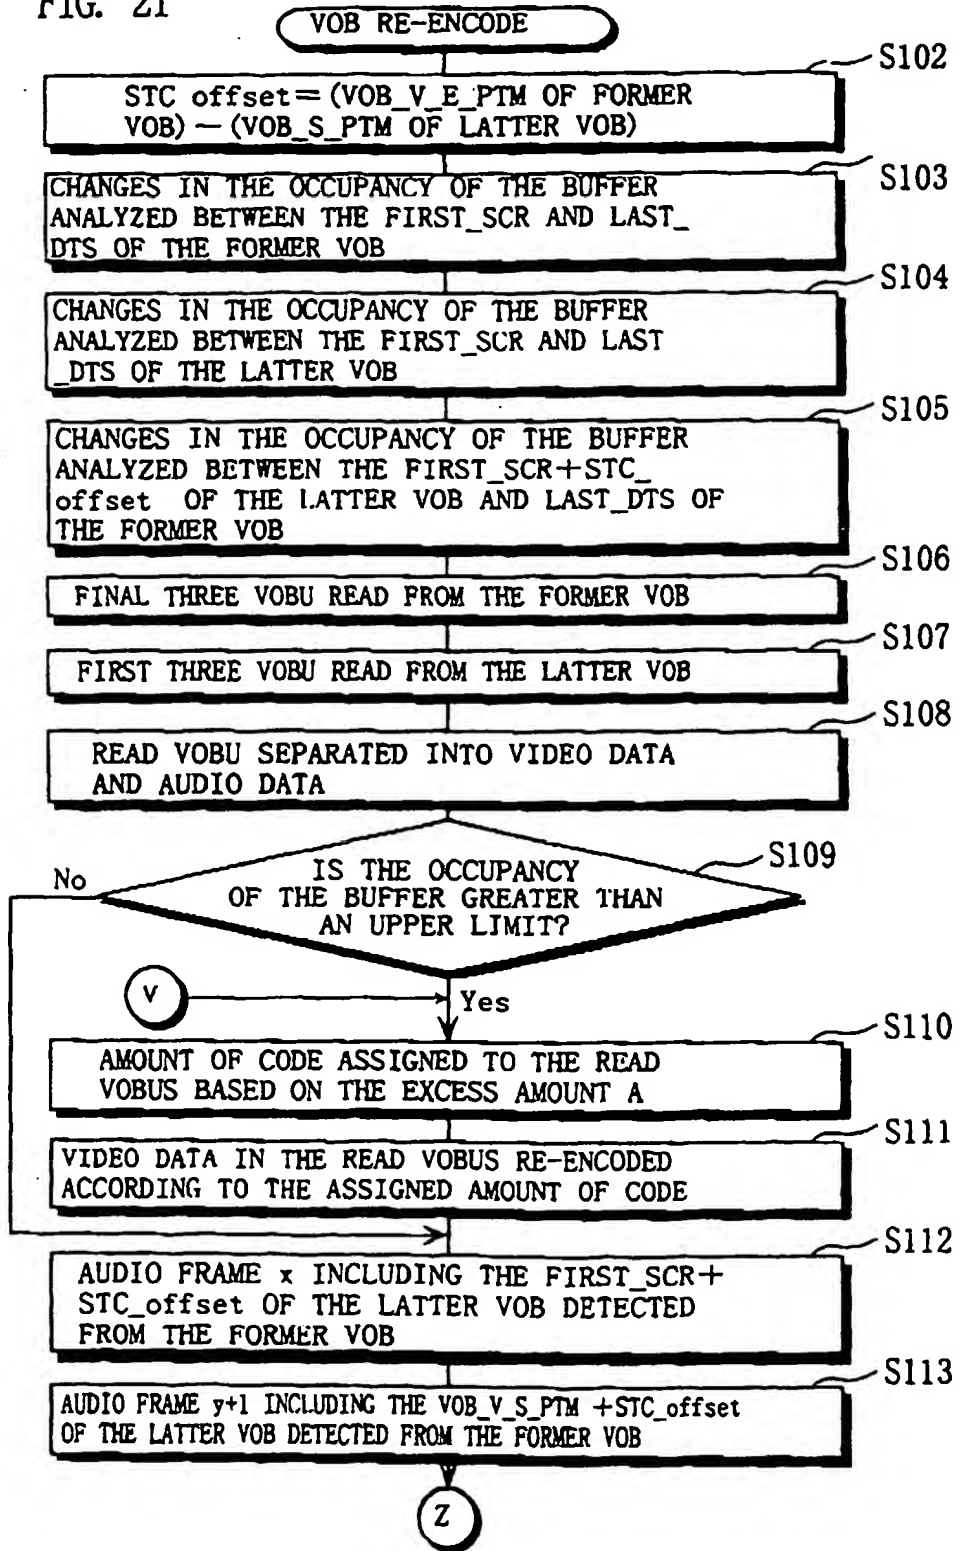 FIG. 21
VOB RE-ENCODE
S102
STC offset=(VOB_V_E_PTM OF FORMER
VOB)-(VOB_S_PTM OF LATTER VOB)
S103
CHANGES IN THE OCCUPANCY OF THE BUFFER
ANALYZED BETWEEN THE FIRST_SCR AND LAST_
DTS OF THE FORMER VOB
S104
CHANGES IN THE OCCUPANCY OF THE BUFFER
ANALYZED BETWEEN THE FIRST_SCR AND LAST
_DTS OF THE LATTER VOB
S105
CHANGES IN THE OCCUPANCY OF THE BUFFER
ANALYZED BETWEEN THE FIRST_SCR+STC_
offset OF THE LATTER VOB AND LAST_DTS OF
THE FORMER VOB
S106
FINAL THREE VOBU READ FROM THE FORMER VOB
S107
FIRST THREE VOBU READ FROM THE LATTER VOB
S108
READ VOBU SEPARATED INTO VIDEO DATA
AND AUDIO DATA
S109
IS THE OCCUPANCY
OF THE BUFFER GREATER THAN
AN UPPER LIMIT?
No
V
Yes
S110
AMOUNT OF CODE ASSIGNED TO THE READ
VOBUS BASED ON THE EXCESS AMOUNT A
S111
VIDEO DATA IN THE READ VOBUS RE-ENCODED
ACCORDING TO THE ASSIGNED AMOUNT OF CODE
S112
AUDIO FRAME x INCLUDING THE FIRST_SCR+
STC_offset OF THE LATTER VOB DETECTED
FROM THE FORMER VOB
S113
AUDIO FRAME y+1 INCLUDING THE VOB_V_S_PTM +STC_offset
OF THE LATTER VOB DETECTED FROM THE FORMER VOB
Z